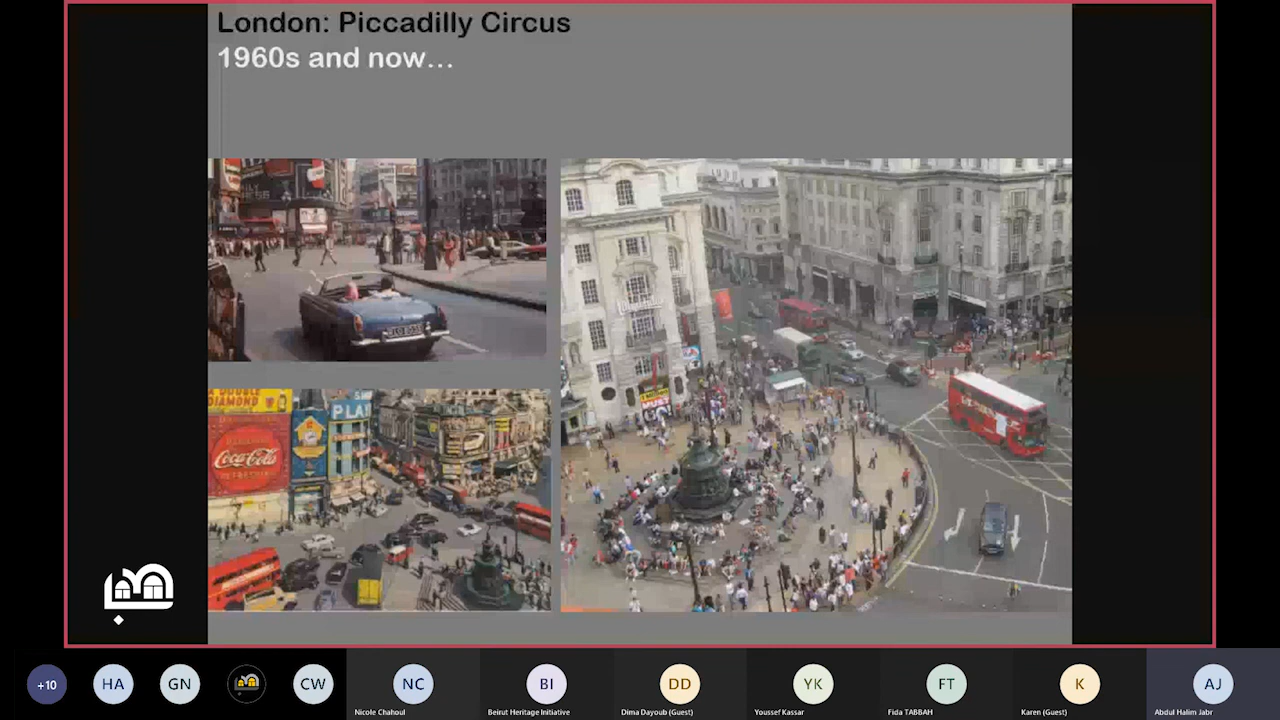 London: Piccadilly Circus
1960s and now…
A DOUBLE
DIAMOND
Coca-Cola
PLA
+10
HA
GN
CW
NC
BI
DD
YK
FT
K
AJ
Nicole Chahoul
Beirut Heritage Initiative
Dima Dayoub (Guest)
Youssef Kassar
Fida TABBAH
Karen (Guest)
Abdul Halim Jabr